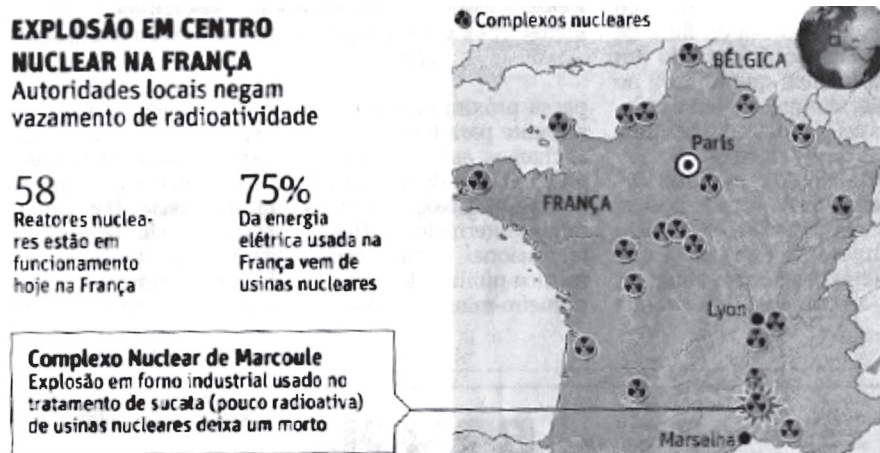 EXPLOSÃO EM CENTRO
NUCLEAR NA FRANÇA
Autoridades locais negam
vazamento de radioatividade
58
Reatores nuclea-
res estão em
funcionamento
hoje na França
75%
Da energia
elétrica usada na
França vem de
usinas nucleares
Complexo Nuclear de Marcoule
Explosão em forno industrial usado no
tratamento de sucata (pouco radioativa)
de usinas nucleares deixa um morto
Complexos nucleares
BÉLGICA
Paris
FRANÇA
Lyon
Marselha